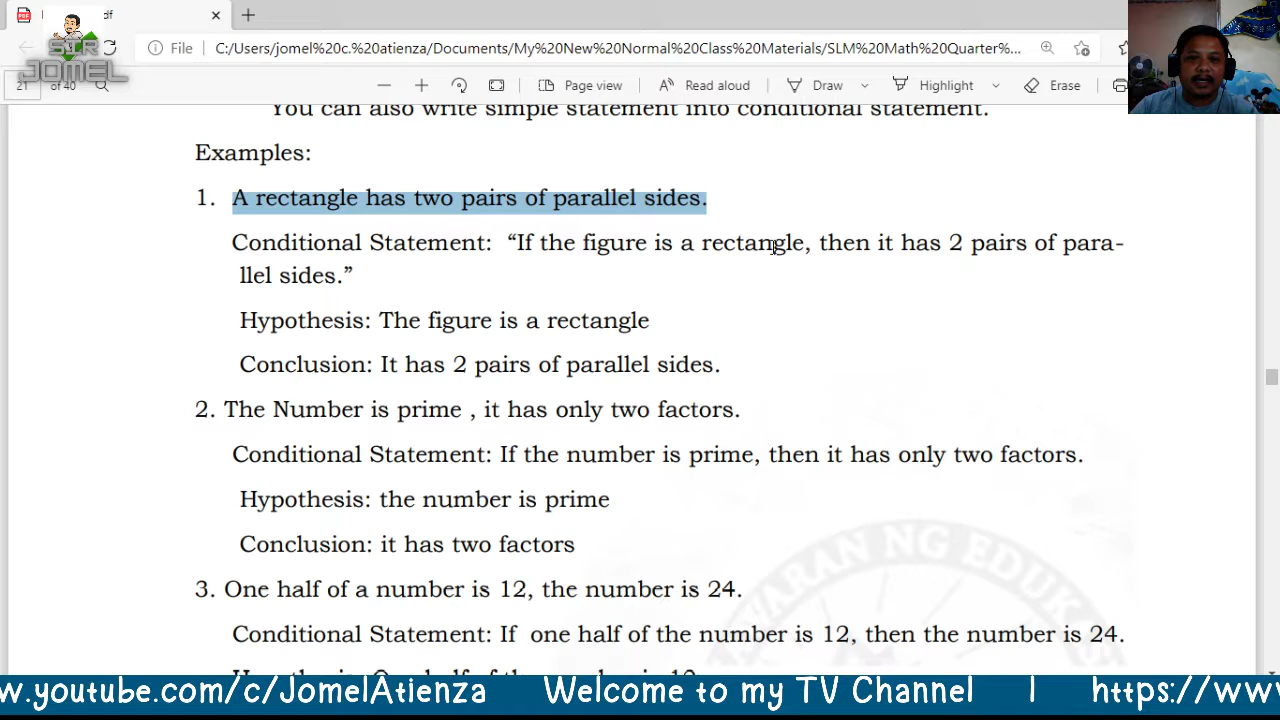 df
File
C:/Users/jomel%20c.%20atienza/Documents/My%20New%20Normal%20Class%20Materials/SLM%20Math%20Quarter%...
SIR
JOMEL
21 of 40
Page view
Read aloud
Draw
Highlight
Erase
You can also write simple statement into conditional statement.
Examples:
1. A rectangle has two pairs of parallel sides.
Conditional Statement: “If the figure is a rectangle, then it has 2 pairs of para-
llel sides.”
Hypothesis: The figure is a rectangle
Conclusion: It has 2 pairs of parallel sides.
2. The Number is prime , it has only two factors.
Conditional Statement: If the number is prime, then it has only two factors.
Hypothesis: the number is prime
Conclusion: it has two factors
3. One half of a number is 12, the number is 24.
Conditional Statement: If one half of the number is 12, then the number is 24.
w.youtube.com/c/JomelAtienza Welcome to my TV Channel | https://www